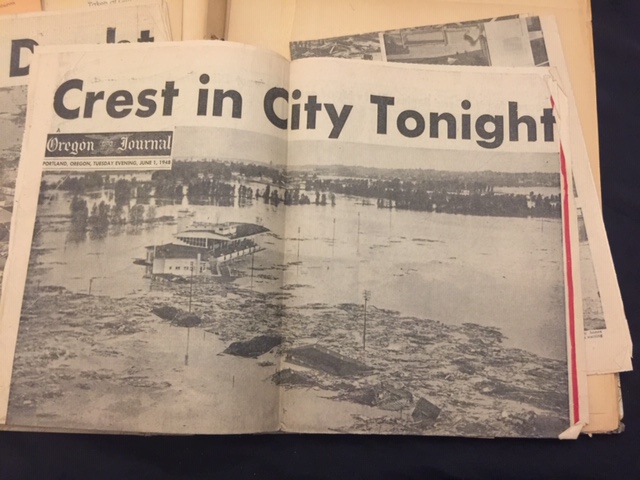 Crest in City Tonight
Oregon Journal
PORTLAND, OREGON, TUESDAY EVENING, JUNE 1, 1948